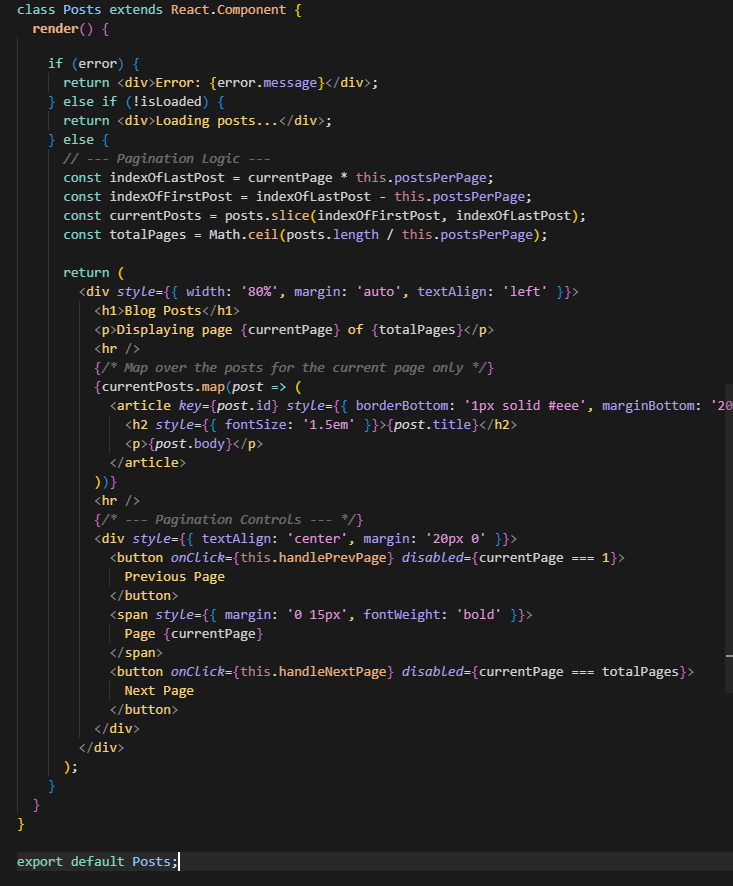 class Posts extends React.Component {
  render() {

    if (error) {
      return <div>Error: {error.message}</div>;
    } else if (!isLoaded) {
      return <div>Loading posts...</div>;
    } else {
      // --- Pagination Logic ---
      const indexOfLastPost = currentPage * this.postsPerPage;
      const indexOfFirstPost = indexOfLastPost - this.postsPerPage;
      const currentPosts = posts.slice(indexOfFirstPost, indexOfLastPost);
      const totalPages = Math.ceil(posts.length / this.postsPerPage);

      return (
        <div style={{ width: '80%', margin: 'auto', textAlign: 'left' }}>
          <h1>Blog Posts</h1>
          <p>Displaying page {currentPage} of {totalPages}</p>
          <hr />
          {/* Map over the posts for the current page only */}
          {currentPosts.map(post => (
            <article key={post.id} style={{ borderBottom: '1px solid #eee', marginBottom: '20
              <h2 style={{ fontSize: '1.5em' }}>{post.title}</h2>
              <p>{post.body}</p>
            </article>
          ))}
          <hr />
          {/* --- Pagination Controls --- */}
          <div style={{ textAlign: 'center', margin: '20px 0' }}>
            <button onClick={this.handlePrevPage} disabled={currentPage === 1}>
              Previous Page
            </button>
            <span style={{ margin: '0 15px', fontWeight: 'bold' }}>
              Page {currentPage}
            </span>
            <button onClick={this.handleNextPage} disabled={currentPage === totalPages}>
              Next Page
            </button>
          </div>
        </div>
      );
    }
  }
}

export default Posts;